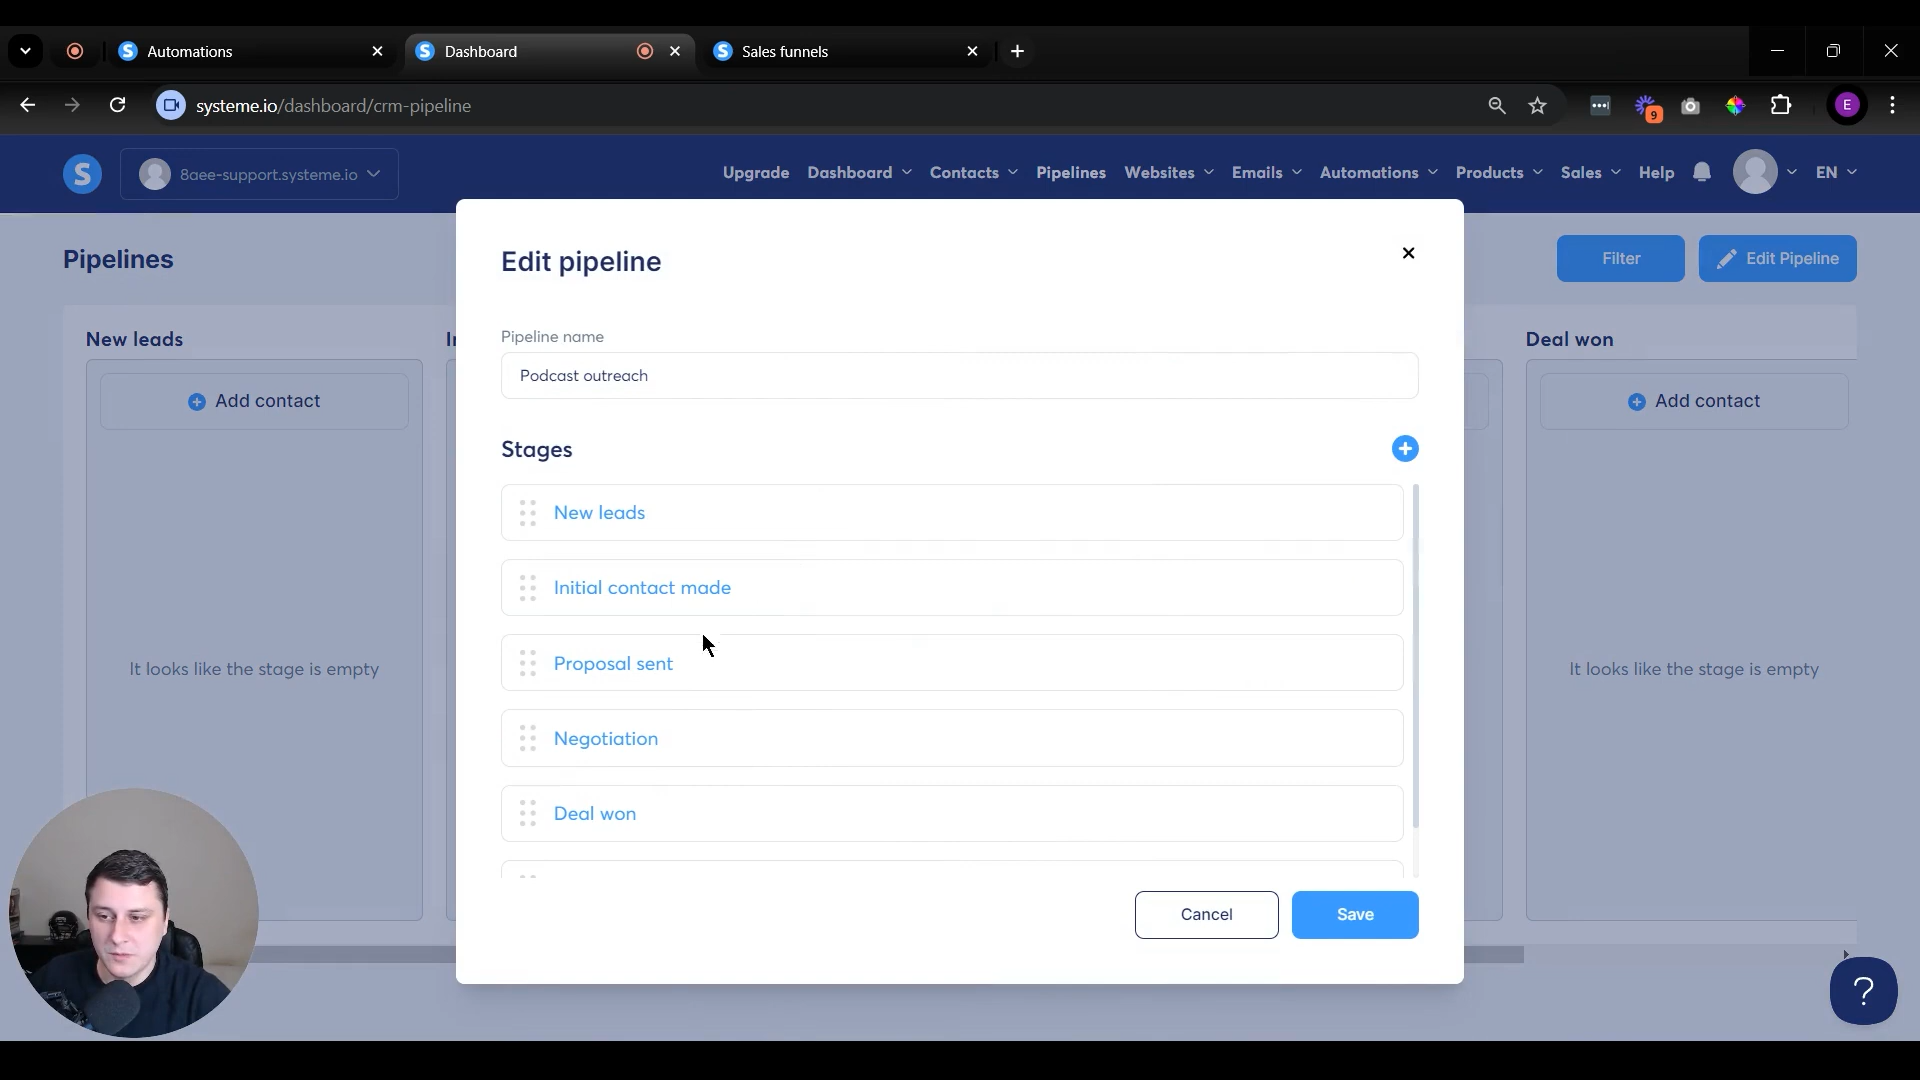 Automations
Dashboard
Sales funnels
systeme.io/dashboard/crm-pipeline
9
E
S
8aee-support.systeme.io
Upgrade
Dashboard
Contacts
Pipelines
Websites
Emails
Automations
Products
Sales
Help
EN
Pipelines
Filter
Edit Pipeline
New leads
Add contact
It looks like the stage is empty
Edit pipeline
Pipeline name
Podcast outreach
Stages
New leads
Initial contact made
Proposal sent
Negotiation
Deal won
Cancel
Save
Deal won
Add contact
It looks like the stage is empty
?